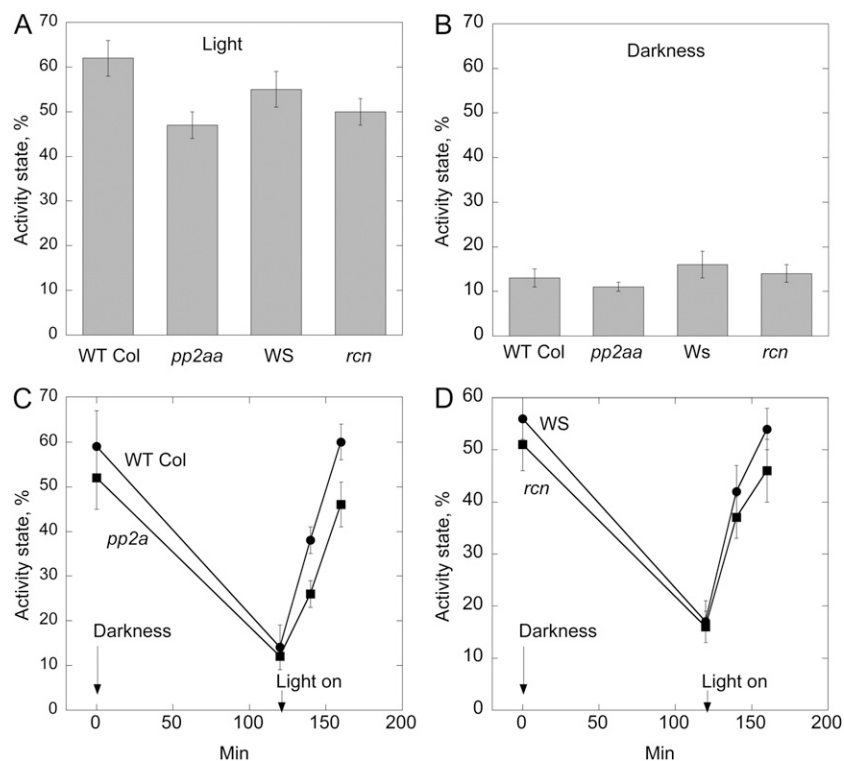 A
Light
Activity state, %
70
60
50
40
30
20
10
0
WT Col pp2aa WS rcn
B
Darkness
Activity state, %
70
60
50
40
30
20
10
0
WT Col pp2aa Ws rcn
C
Activity state, %
70
60
50
40
30
20
10
0
WT Col
pp2a
Darkness
Light on
0 50 100 150 200
Min
D
Activity state, %
60
50
40
30
20
10
0
WS
rcn
Darkness
Light on
0 50 100 150 200
Min